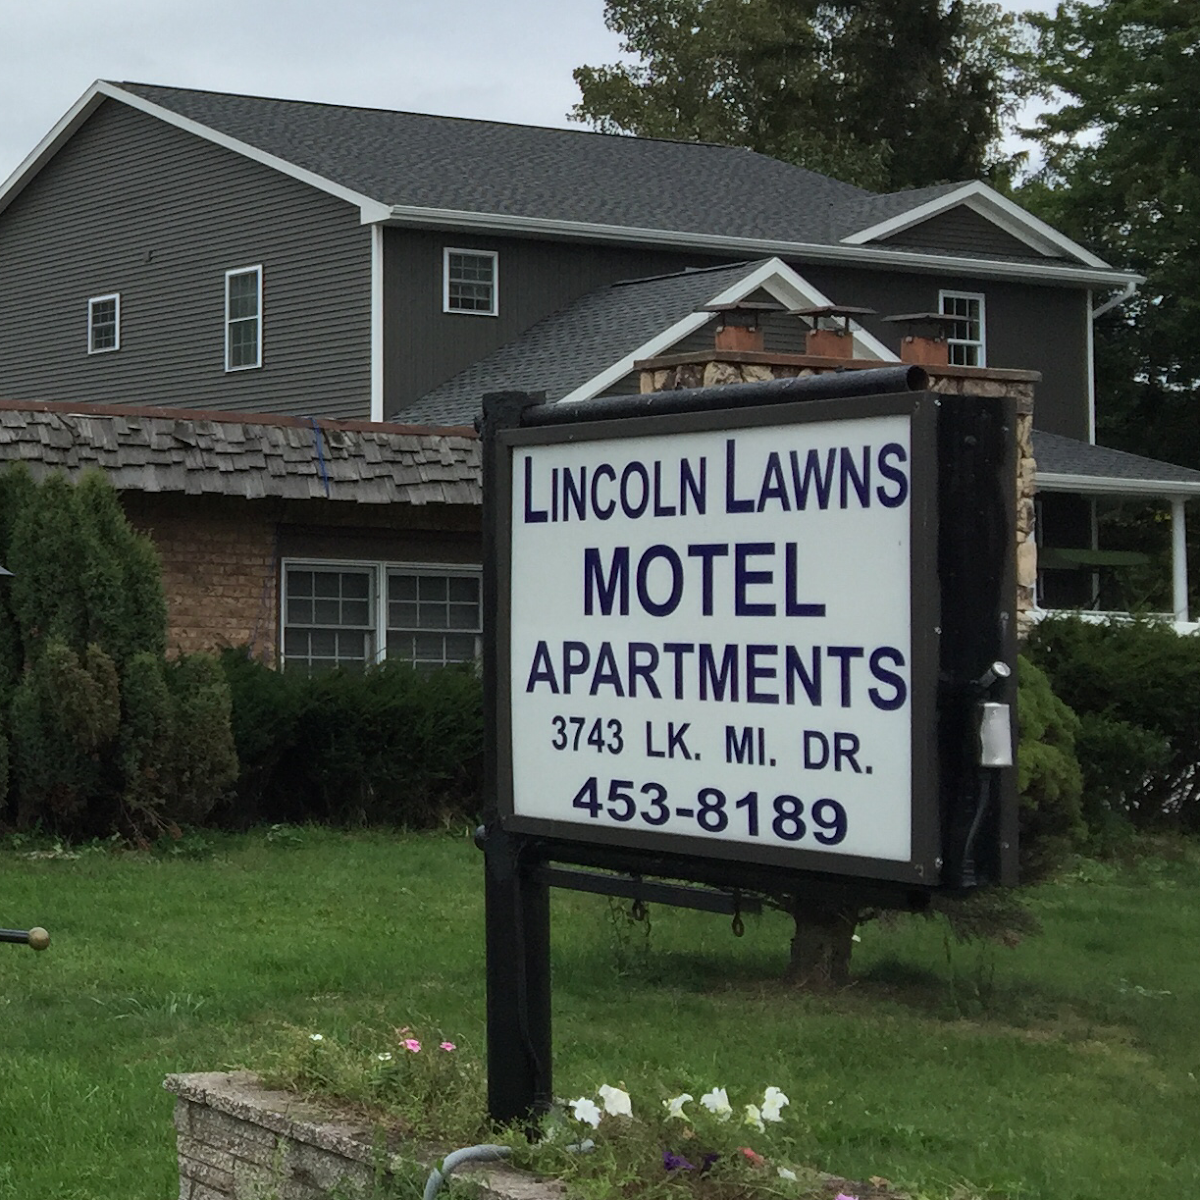 LINCOLN LAWNS
MOTEL
APARTMENTS
3743 LK. MI. DR.
453-8189